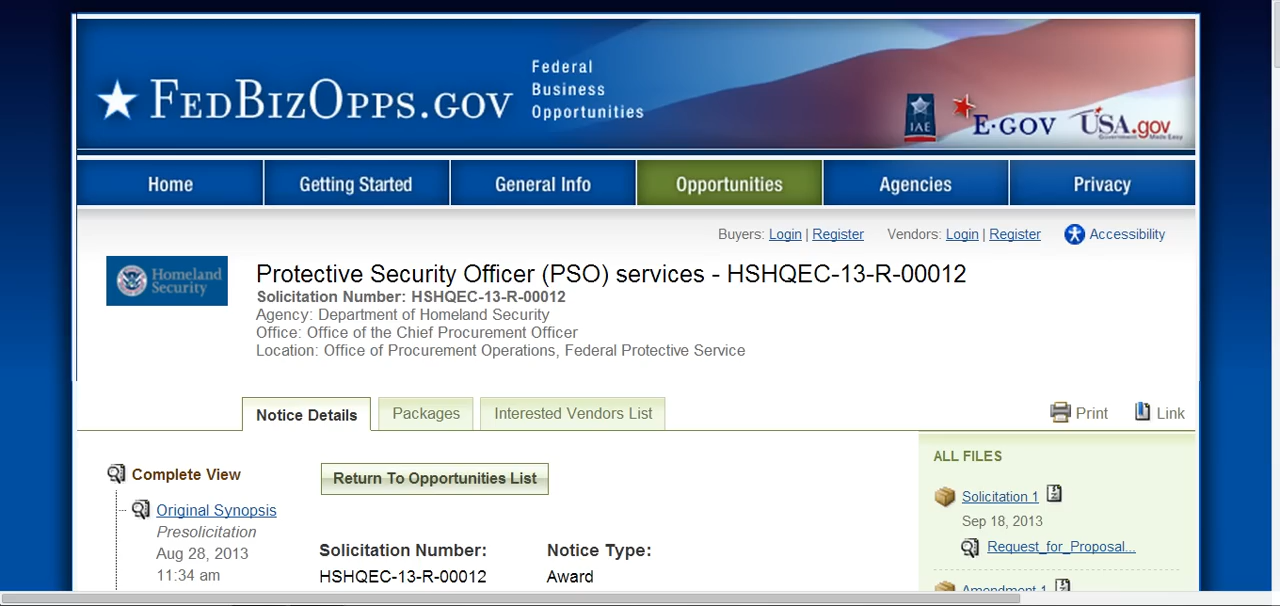 FEDBIZOPPS.GOV
Federal
Business
Opportunities
IAE
E-GOV
USA.gov
Government Made Easy
Home
Getting Started
General Info
Opportunities
Agencies
Privacy
Buyers: Login | Register
Vendors: Login | Register
Accessibility
Homeland
Security
Protective Security Officer (PSO) services - HSHQEC-13-R-00012
Solicitation Number: HSHQEC-13-R-00012
Agency: Department of Homeland Security
Office: Office of the Chief Procurement Officer
Location: Office of Procurement Operations, Federal Protective Service
Notice Details
Packages
Interested Vendors List
Print
Link
Complete View
Original Synopsis
Presolicitation
Aug 28, 2013
11:34 am
Return To Opportunities List
Solicitation Number:
HSHQEC-13-R-00012
Notice Type:
Award
ALL FILES
Solicitation 1
Sep 18, 2013
Request_for_Proposal...
Amendment 1